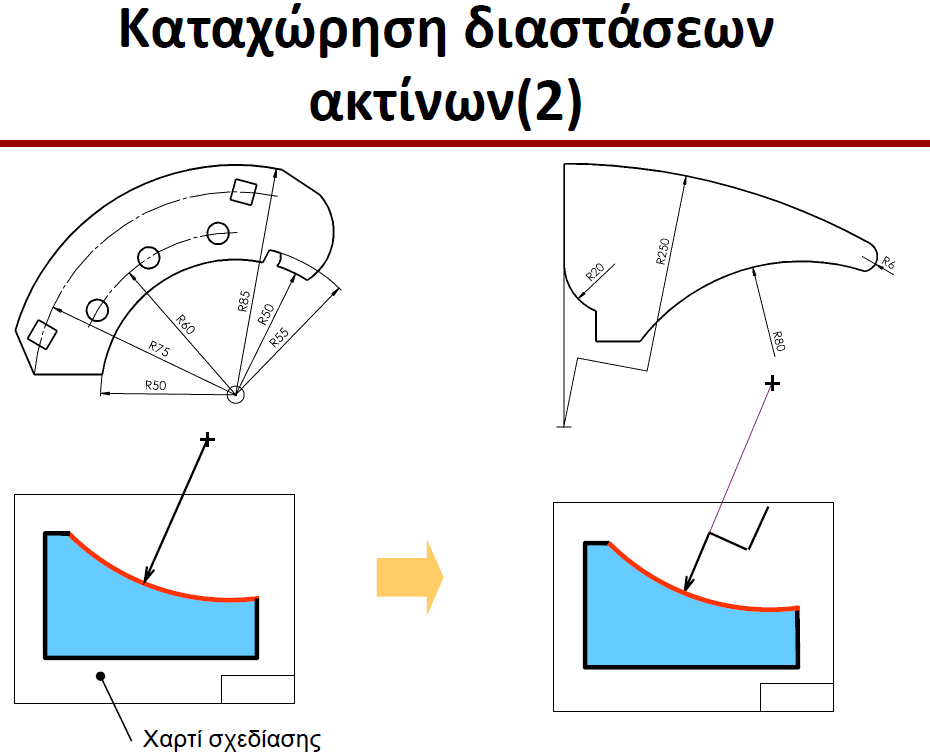 Καταχώρηση διαστάσεων
ακτίνων(2)
R85
R50
R55
R60
R75
R50
R20
R250
R6
R80
Χαρτί σχεδίασης